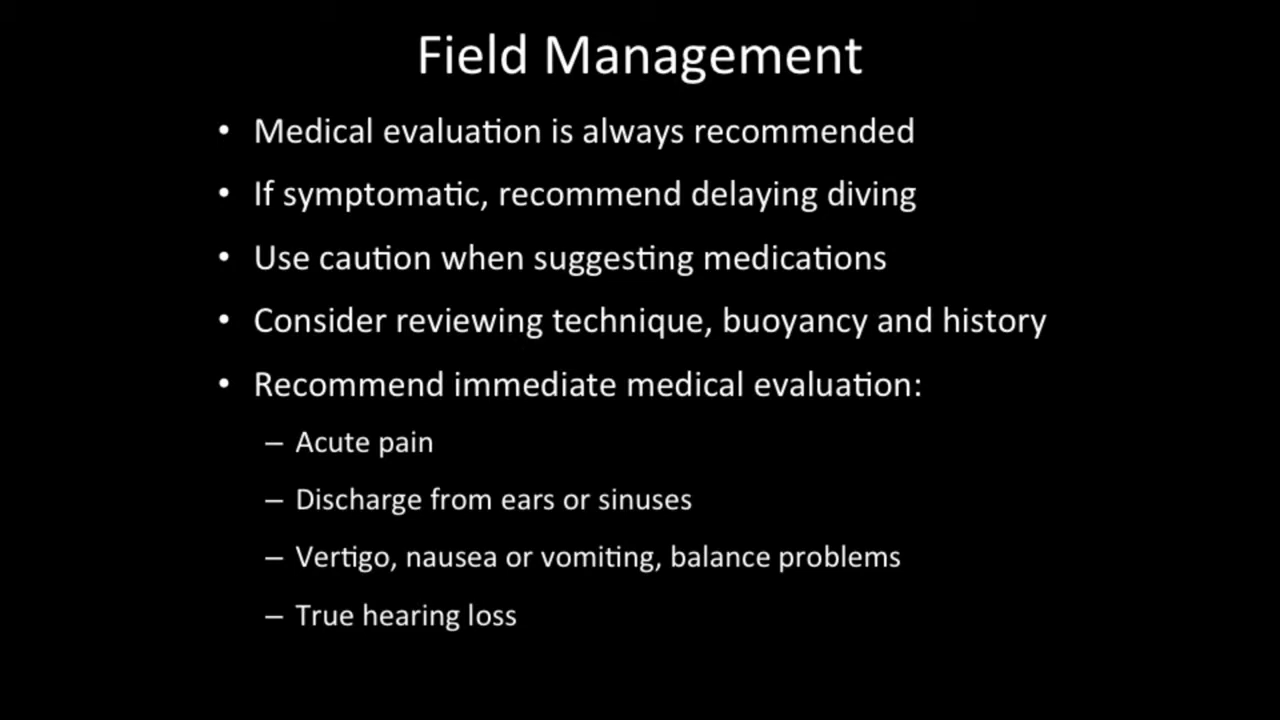 Field Management
• Medical evaluation is always recommended
• If symptomatic, recommend delaying diving
• Use caution when suggesting medications
• Consider reviewing technique, buoyancy and history
• Recommend immediate medical evaluation:
– Acute pain
– Discharge from ears or sinuses
– Vertigo, nausea or vomiting, balance problems
– True hearing loss